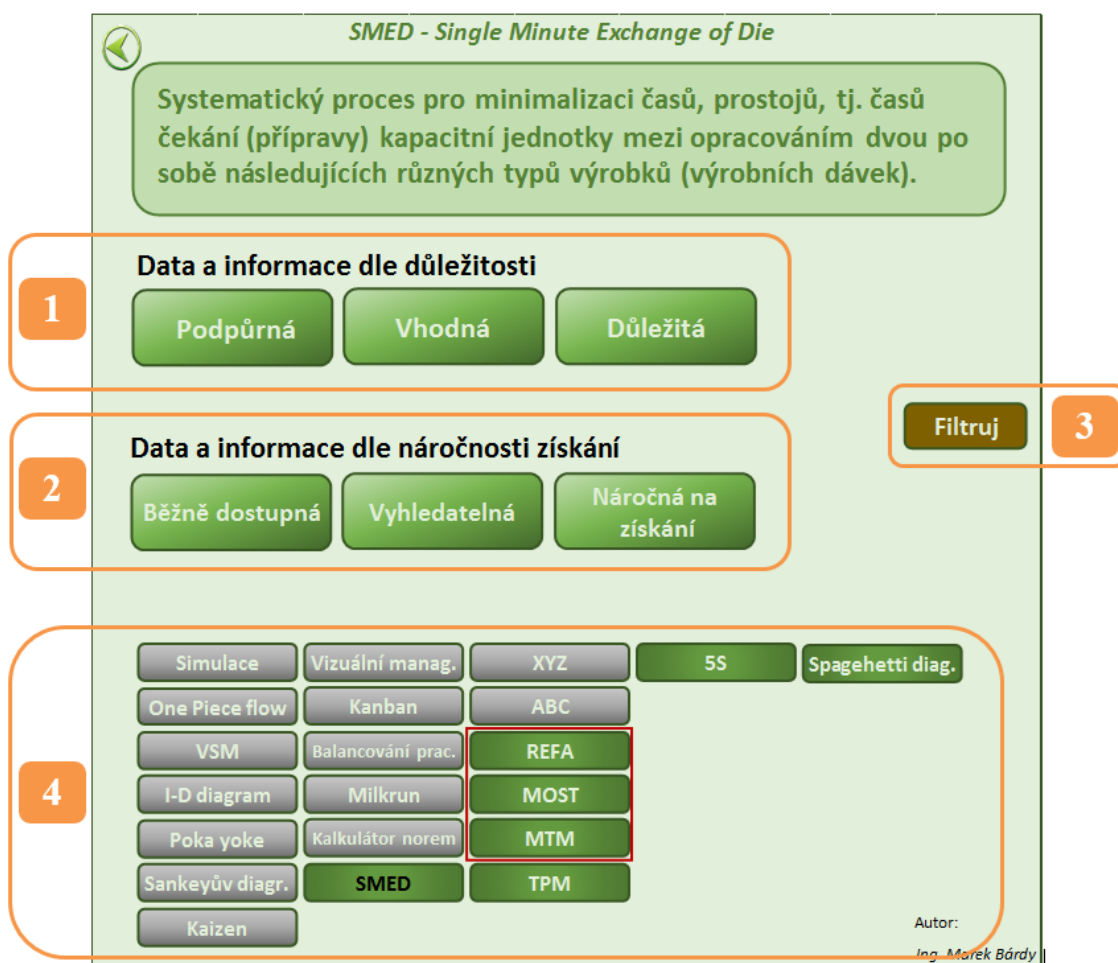 SMED - Single Minute Exchange of Die
Systematický proces pro minimalizaci časů, prostojů, tj. časů
čekání (přípravy) kapacitní jednotky mezi opracováním dvou po
sobě následujících různých typů výrobků (výrobních dávek).
Data a informace dle důležitosti
1
Podpůrná
Vhodná
Důležitá
Filtruj
3
Data a informace dle náročnosti získání
2
Běžně dostupná
Vyhledatelná
Náročná na
získání
4
Simulace
Vizuální manag.
XYZ
5S
Spagehetti diag.
One Piece flow
Kanban
ABC
VSM
Balancování prac.
REFA
I-D diagram
Milkrun
MOST
Poka yoke
Kalkulátor norem
MTM
Sankeyův diagr.
SMED
TPM
Kaizen
Autor:
Ing. Marek Bárdy